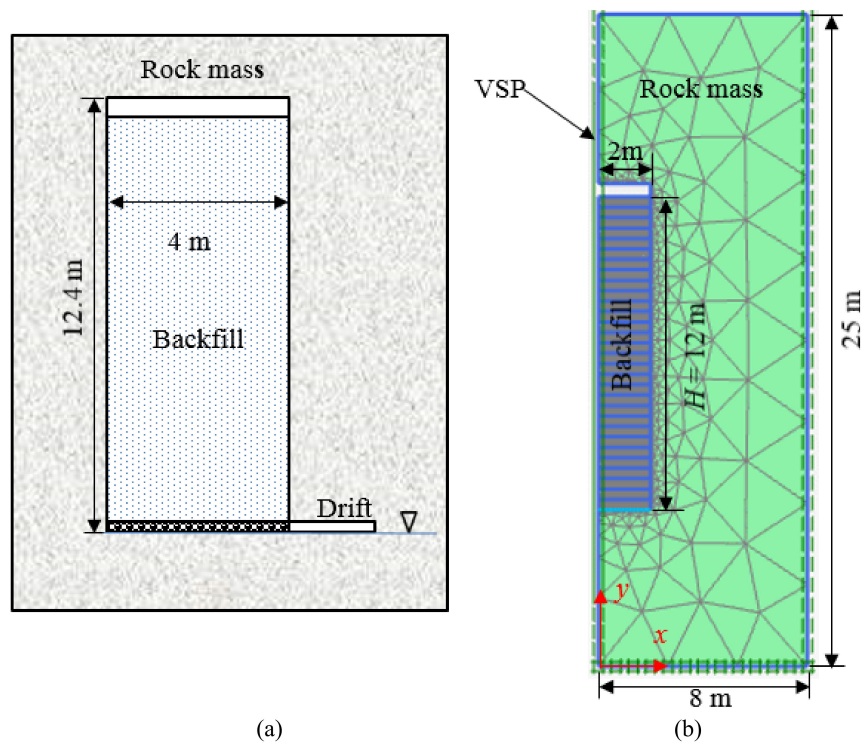 Rock mass
4 m
12.4 m
Backfill
Drift
(a)
VSP
Rock mass
2m
Backfill
H = 12 m
25 m
y
x
8 m
(b)